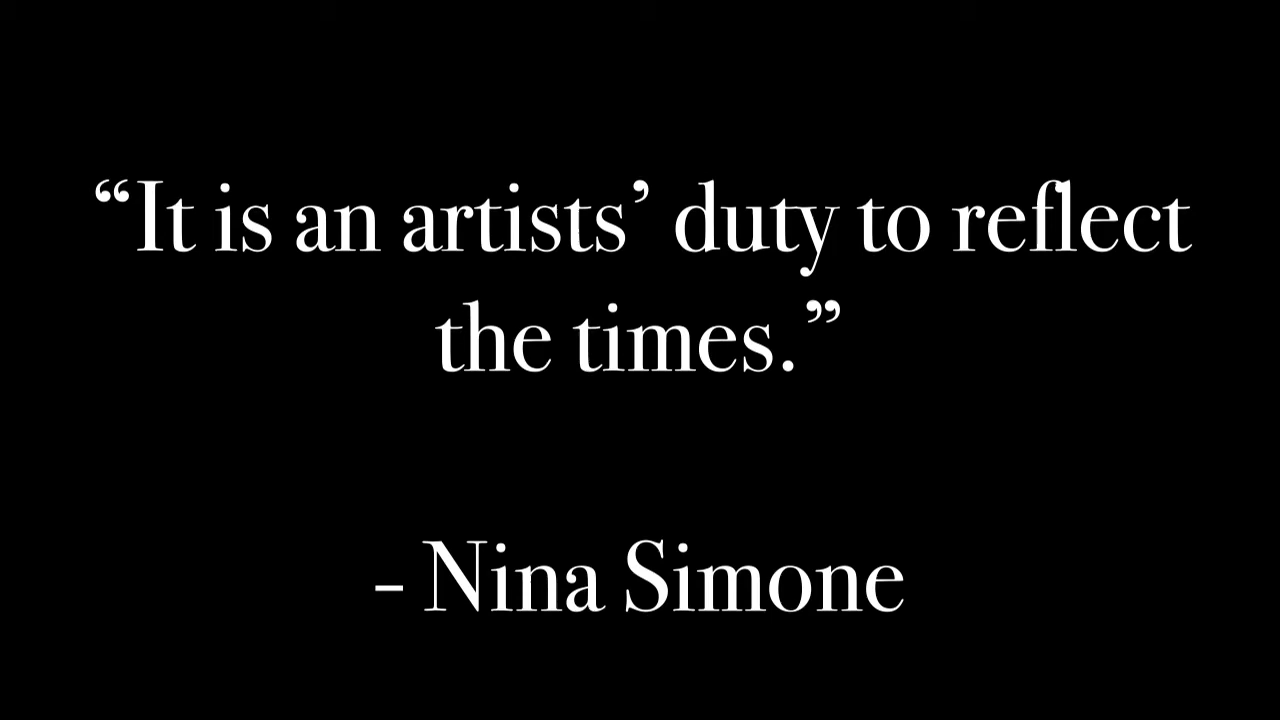 “It is an artists’ duty to reflect
the times.”
- Nina Simone